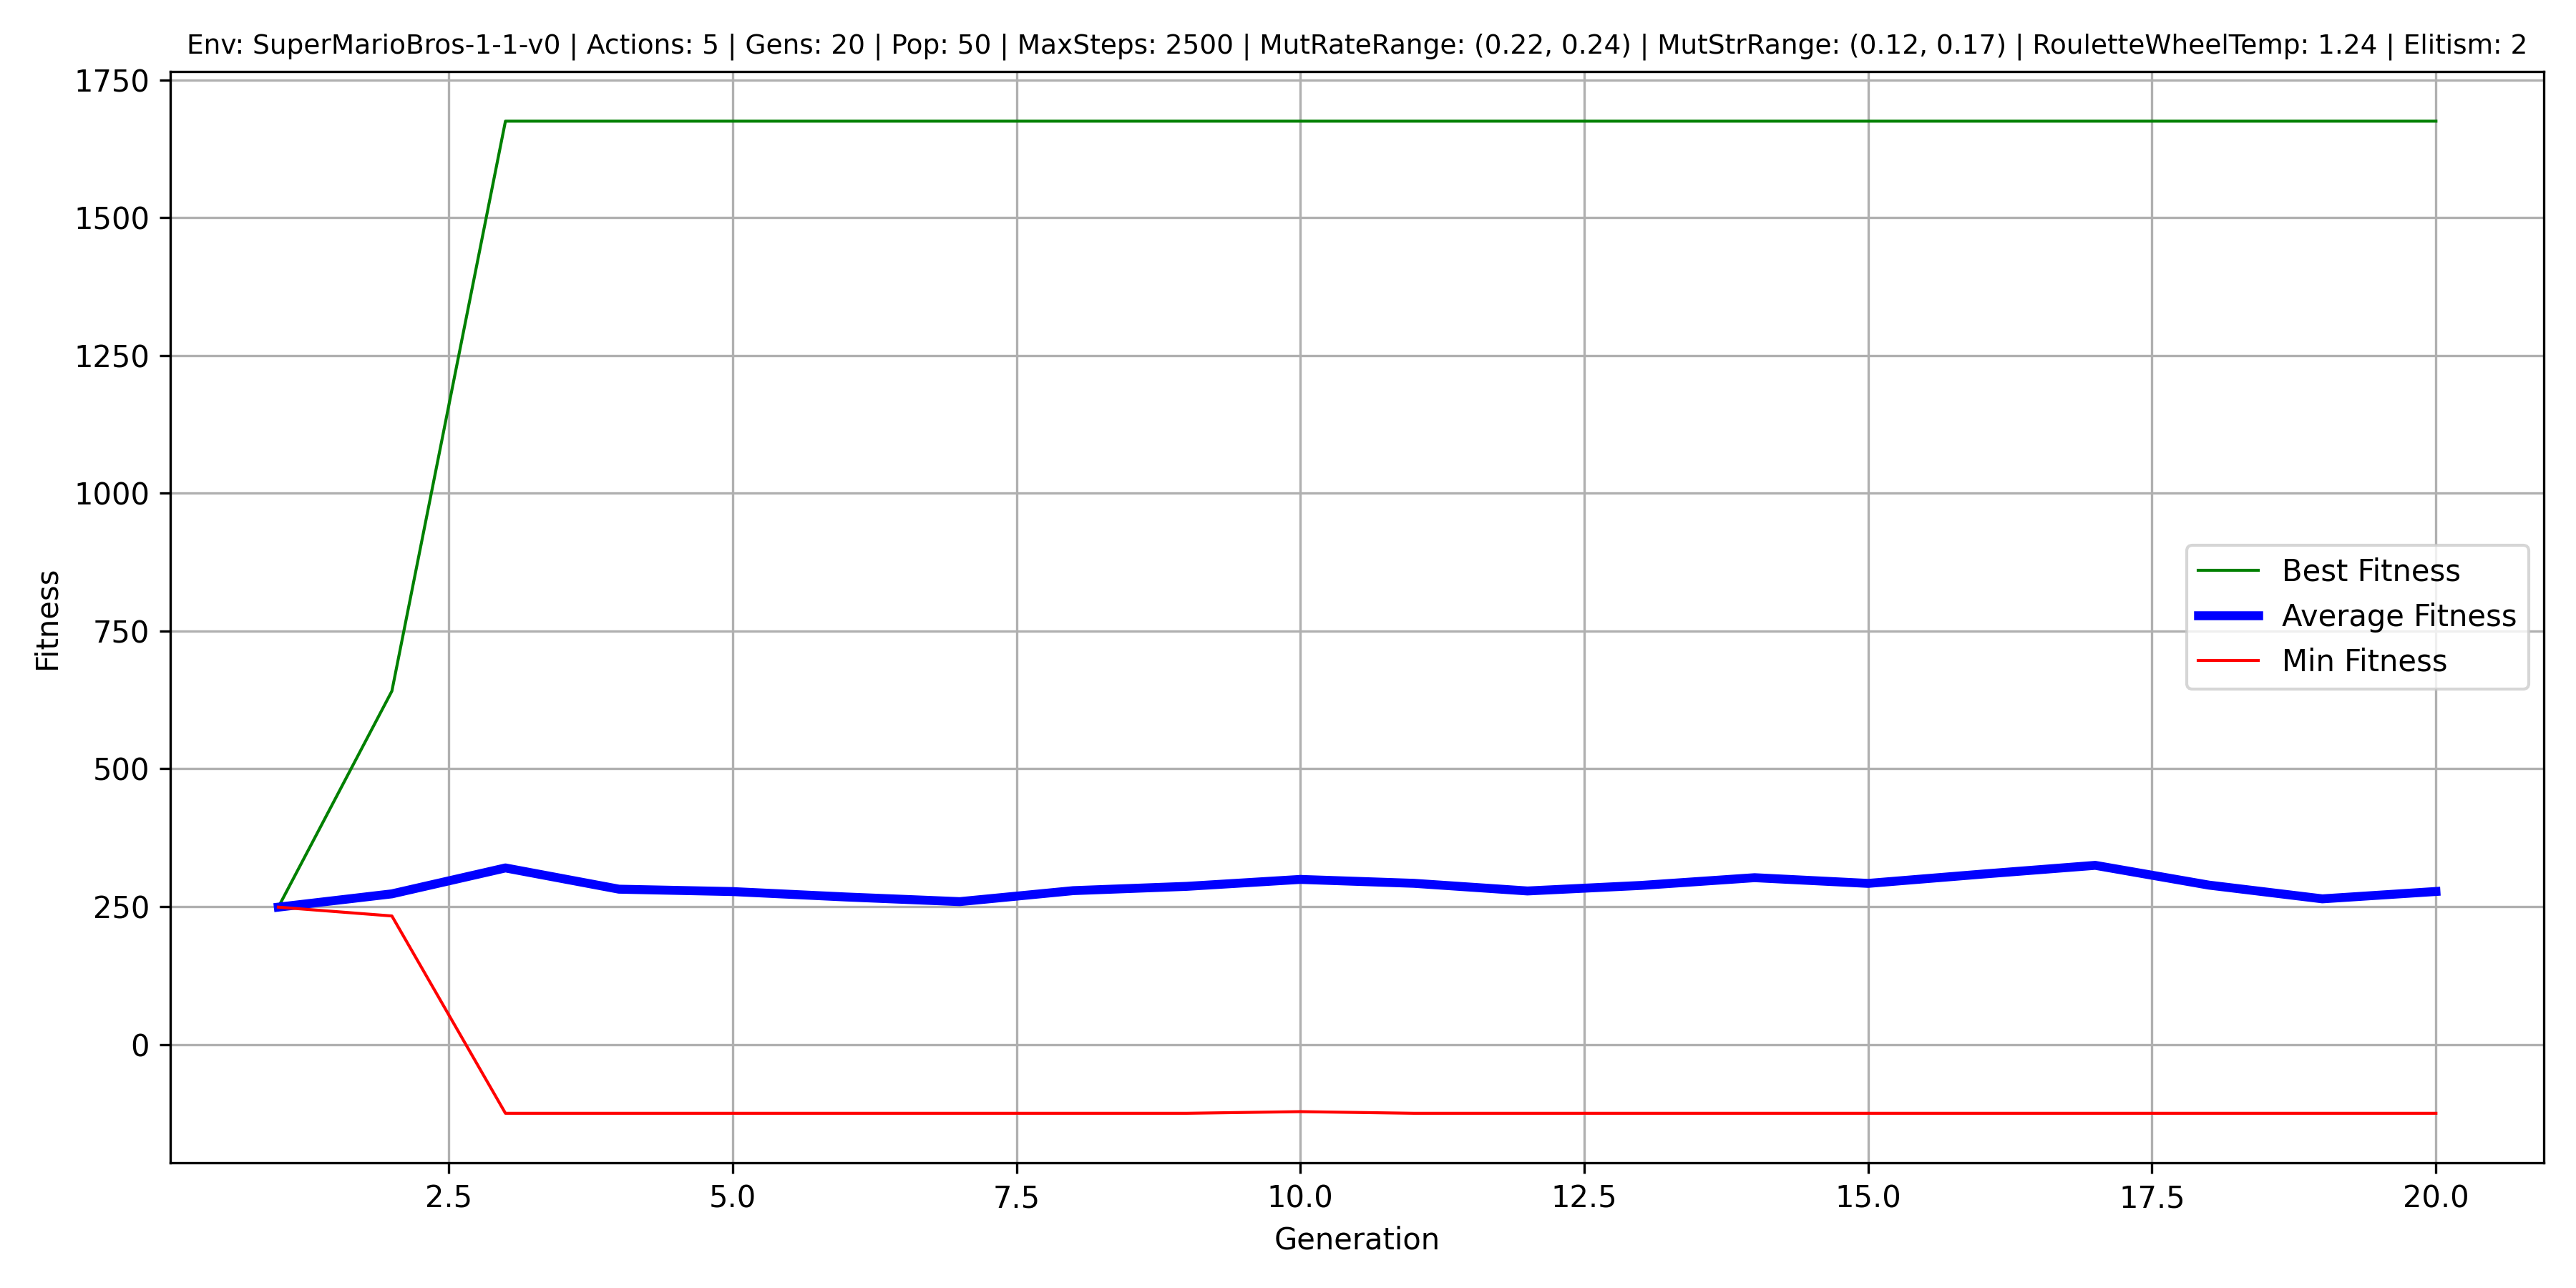 Env: SuperMarioBros-1-1-v0 | Actions: 5 | Gens: 20 | Pop: 50 | MaxSteps: 2500 | MutRateRange: (0.22, 0.24) | MutStrRange: (0.12, 0.17) | RouletteWheelTemp: 1.24 | Elitism: 2
1750
1500
1250
1000
750
500
250
0
Fitness
Best Fitness
Average Fitness
Min Fitness
2.5 5.0 7.5 10.0 12.5 15.0 17.5 20.0
Generation